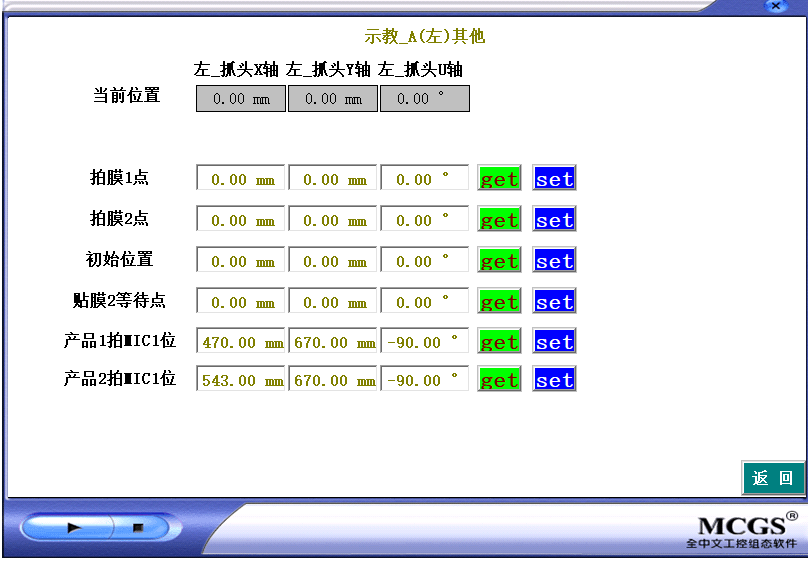 示教_A(左)其他
左_抓头X轴 左_抓头Y轴 左_抓头U轴
当前位置 0.00 mm 0.00 mm 0.00 °
拍膜1点 0.00 mm 0.00 mm 0.00 ° get set
拍膜2点 0.00 mm 0.00 mm 0.00 ° get set
初始位置 0.00 mm 0.00 mm 0.00 ° get set
贴膜2等待点 0.00 mm 0.00 mm 0.00 ° get set
产品1拍MIC1位 470.00 mm 670.00 mm -90.00 ° get set
产品2拍MIC1位 543.00 mm 670.00 mm -90.00 ° get set
返 回
MCGS®
全中文工控组态软件